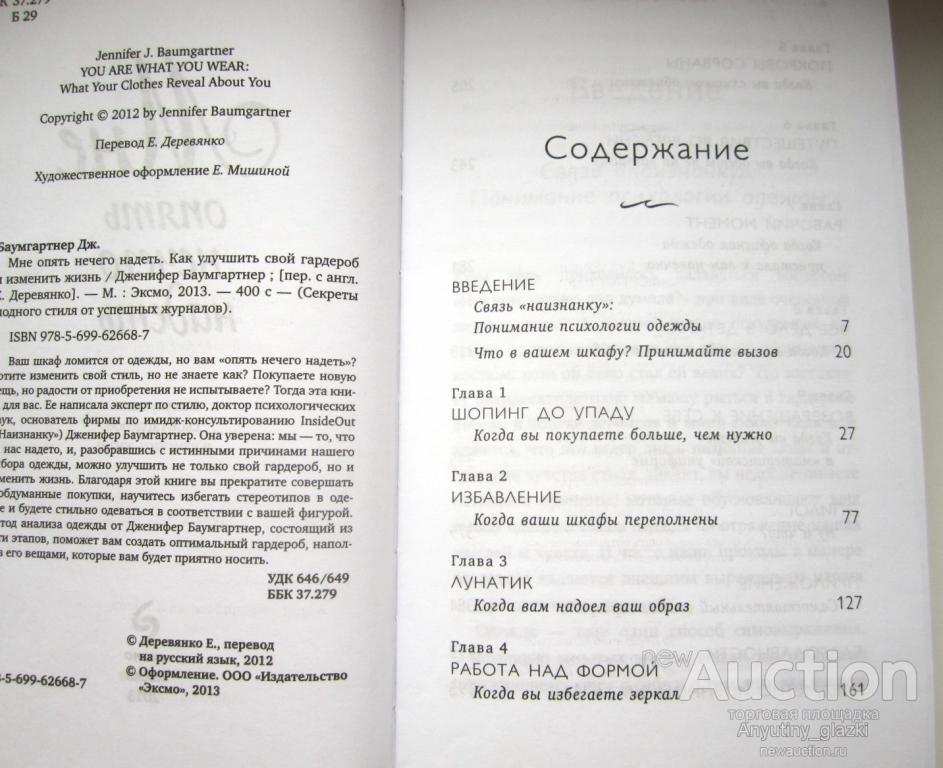 К 37.279
Б 29
Jennifer J. Baumgartner
YOU ARE WHAT YOU WEAR:
What Your Clothes Reveal About You
Copyright © 2012 by Jennifer Baumgartner
Перевод Е. Деревянко
Художественное оформление Е. Мишиной
Баумгартнер Дж.
Мне опять нечего надеть. Как улучшить свой гардероб
и изменить жизнь / Дженифер Баумгартнер ; [пер. с англ.
Е. Деревянко]. — М. : Эксмо, 2013. — 400 с — (Секреты
модного стиля от успешных журналов).
ISBN 978-5-699-62668-7
Ваш шкаф ломится от одежды, но вам «опять нечего надеть»?
отите изменить свой стиль, но не знаете как? Покупаете новую
ещь, но радости от приобретения не испытываете? Тогда эта кни-
для вас. Ее написала эксперт по стилю, доктор психологических
аук, основатель фирмы по имидж-консультированию InsideOut
Наизнанку») Дженифер Баумгартнер. Она уверена: мы — то, что
нас надето, и, разобравшись с истинными причинами нашего
бора одежды, можно улучшить не только свой гардероб, но и
менить жизнь. Благодаря этой книге вы прекратите совершать
обдуманные покупки, научитесь избегать стереотипов в оде-
е и будете стильно одеваться в соответствии с вашей фигурой.
тод анализа одежды от Дженифер Баумгартнер, состоящий из
ти этапов, поможет вам создать оптимальный гардероб, напол-
в его вещами, которые вам будет приятно носить.
УДК 646/649
ББК 37.279
© Деревянко Е., перевод
на русский язык, 2012
© Оформление. ООО «Издательство
«Эксмо», 2013
-5-699-62668-7
Содержание
ВВЕДЕНИЕ
Связь «наизнанку»:
Понимание психологии одежды 7
Что в вашем шкафу? Принимайте вызов 20
Глава 1
ШОПИНГ ДО УПАДУ
Когда вы покупаете больше, чем нужно 27
Глава 2
ИЗБАВЛЕНИЕ
Когда ваши шкафы переполнены 77
Глава 3
ЛУНАТИК
Когда вам надоел ваш образ 127
Глава 4
РАБОТА НАД ФОРМОЙ
Когда вы избегаете зеркал 161
newAuction
торговая площадка
Anyutiny_glazki
newauction.ru